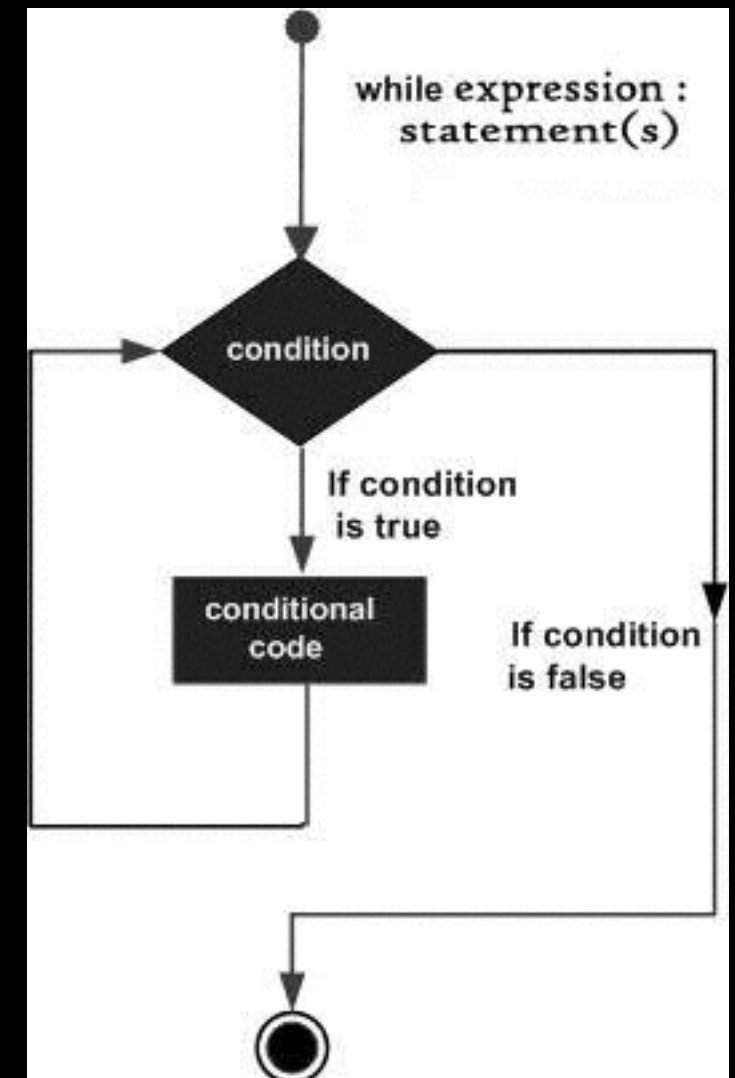 while expression :
statement(s)
condition
If condition
is true
conditional
code
If condition
is false